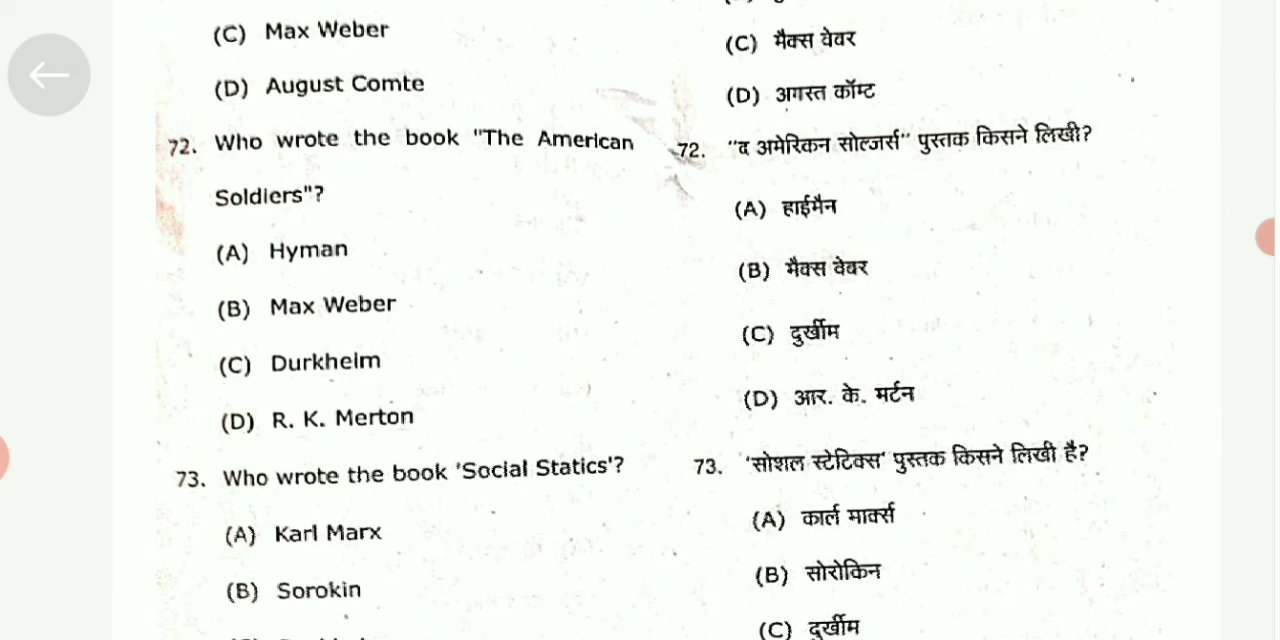 (C) Max Weber
(D) August Comte
72. Who wrote the book "The American
Soldiers"?
(A) Hyman
(B) Max Weber
(C) Durkheim
(D) R. K. Merton
73. Who wrote the book 'Social Statics'?
(A) Karl Marx
(B) Sorokin
(C) मैक्स वेबर
(D) अगस्त कॉम्ट
72. "द अमेरिकन सोल्जर्स" पुस्तक किसने लिखी?
(A) हाईमैन
(B) मैक्स वेबर
(C) दुर्खीम
(D) आर. के. मर्टन
73. 'सोशल स्टेटिक्स' पुस्तक किसने लिखी है?
(A) कार्ल मार्क्स
(B) सोरोकिन
(C) दुर्खीम